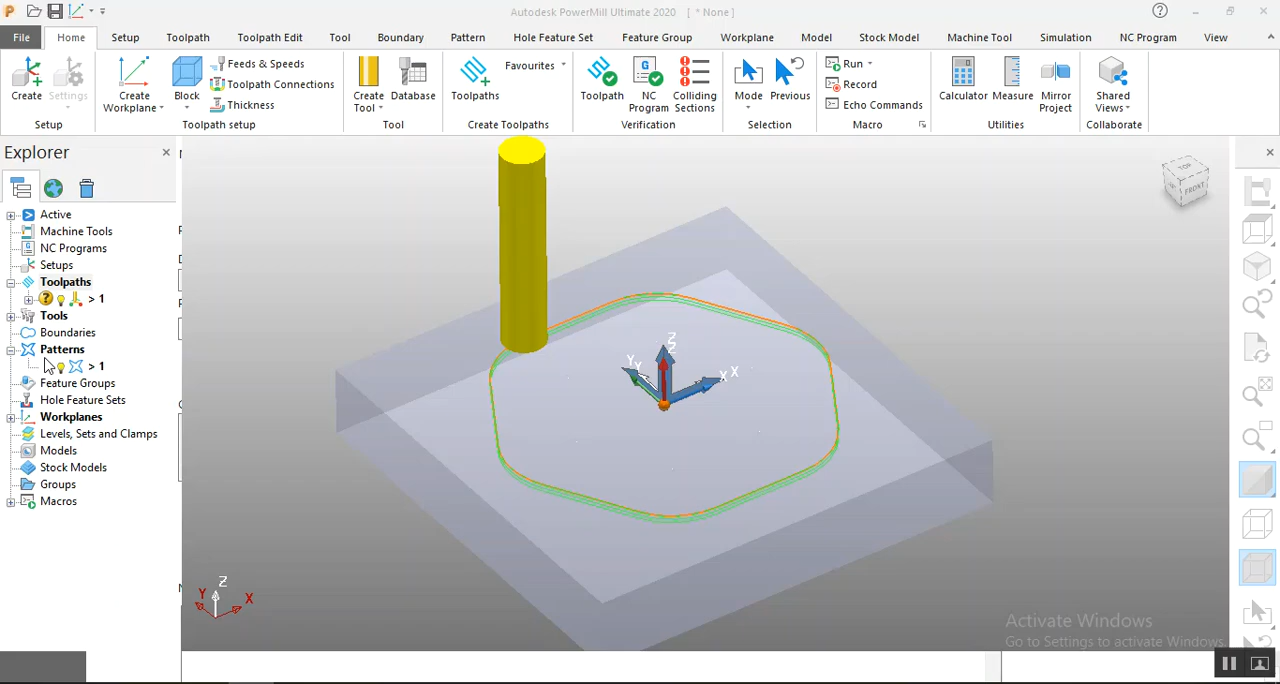 Autodesk PowerMill Ultimate 2020 [ * None ]
File Home Setup Toolpath Toolpath Edit Tool Boundary Pattern Hole Feature Set Feature Group Workplane Model Stock Model Machine Tool Simulation NC Program View
Create
Settings
Setup
Create
Workplane
Block
Feeds & Speeds
Toolpath Connections
Thickness
Toolpath setup
Create
Tool
Database
Tool
Toolpaths
Favourites
Create Toolpaths
Toolpath
NC
Program
Colliding
Sections
Verification
Mode
Previous
Selection
Run
Record
Echo Commands
Macro
Calculator
Measure
Mirror
Project
Utilities
Shared
Views
Collaborate
Explorer
Active
Machine Tools
NC Programs
Setups
Toolpaths
> 1
Tools
Boundaries
Patterns
> 1
Feature Groups
Hole Feature Sets
Workplanes
Levels, Sets and Clamps
Models
Stock Models
Groups
Macros
TOP
FRONT
Z
Z
Y
Y
X
X
Z
Y
X
Activate Windows
Go to Settings to activate Windows.